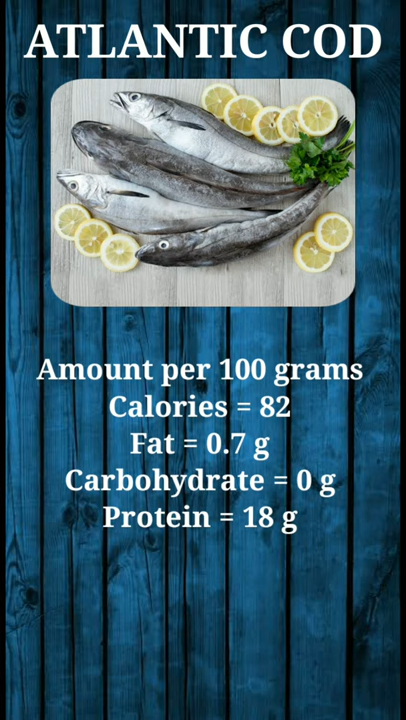 ATLANTIC COD
Amount per 100 grams
Calories = 82
Fat = 0.7 g
Carbohydrate = 0 g
Protein = 18 g